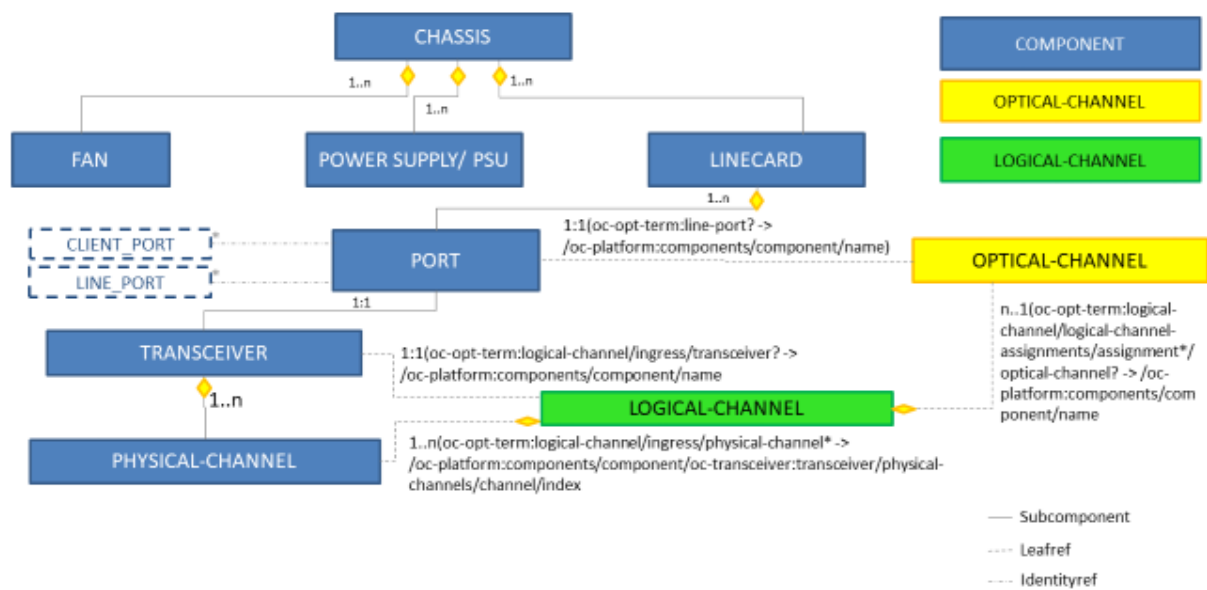 CHASSIS
COMPONENT
1..n
1..n
1..n
OPTICAL-CHANNEL
FAN
POWER SUPPLY/ PSU
LINECARD
LOGICAL-CHANNEL
1..n
CLIENT_PORT
*
LINE_PORT
*
PORT
1:1(oc-opt-term:line-port? ->
/oc-platform:components/component/name)
OPTICAL-CHANNEL
1:1
TRANSCEIVER
1:1(oc-opt-term:logical-channel/ingress/transceiver? ->
/oc-platform:components/component/name
n..1(oc-opt-term:logical-
channel/logical-channel-
assignments/assignment*/
optical-channel? -> /oc-
platform:components/com
ponent/name
1..n
LOGICAL-CHANNEL
PHYSICAL-CHANNEL
1..n(oc-opt-term:logical-channel/ingress/physical-channel* ->
/oc-platform:components/component/oc-transceiver:transceiver/physical-
channels/channel/index
Subcomponent
Leafref
Identityref